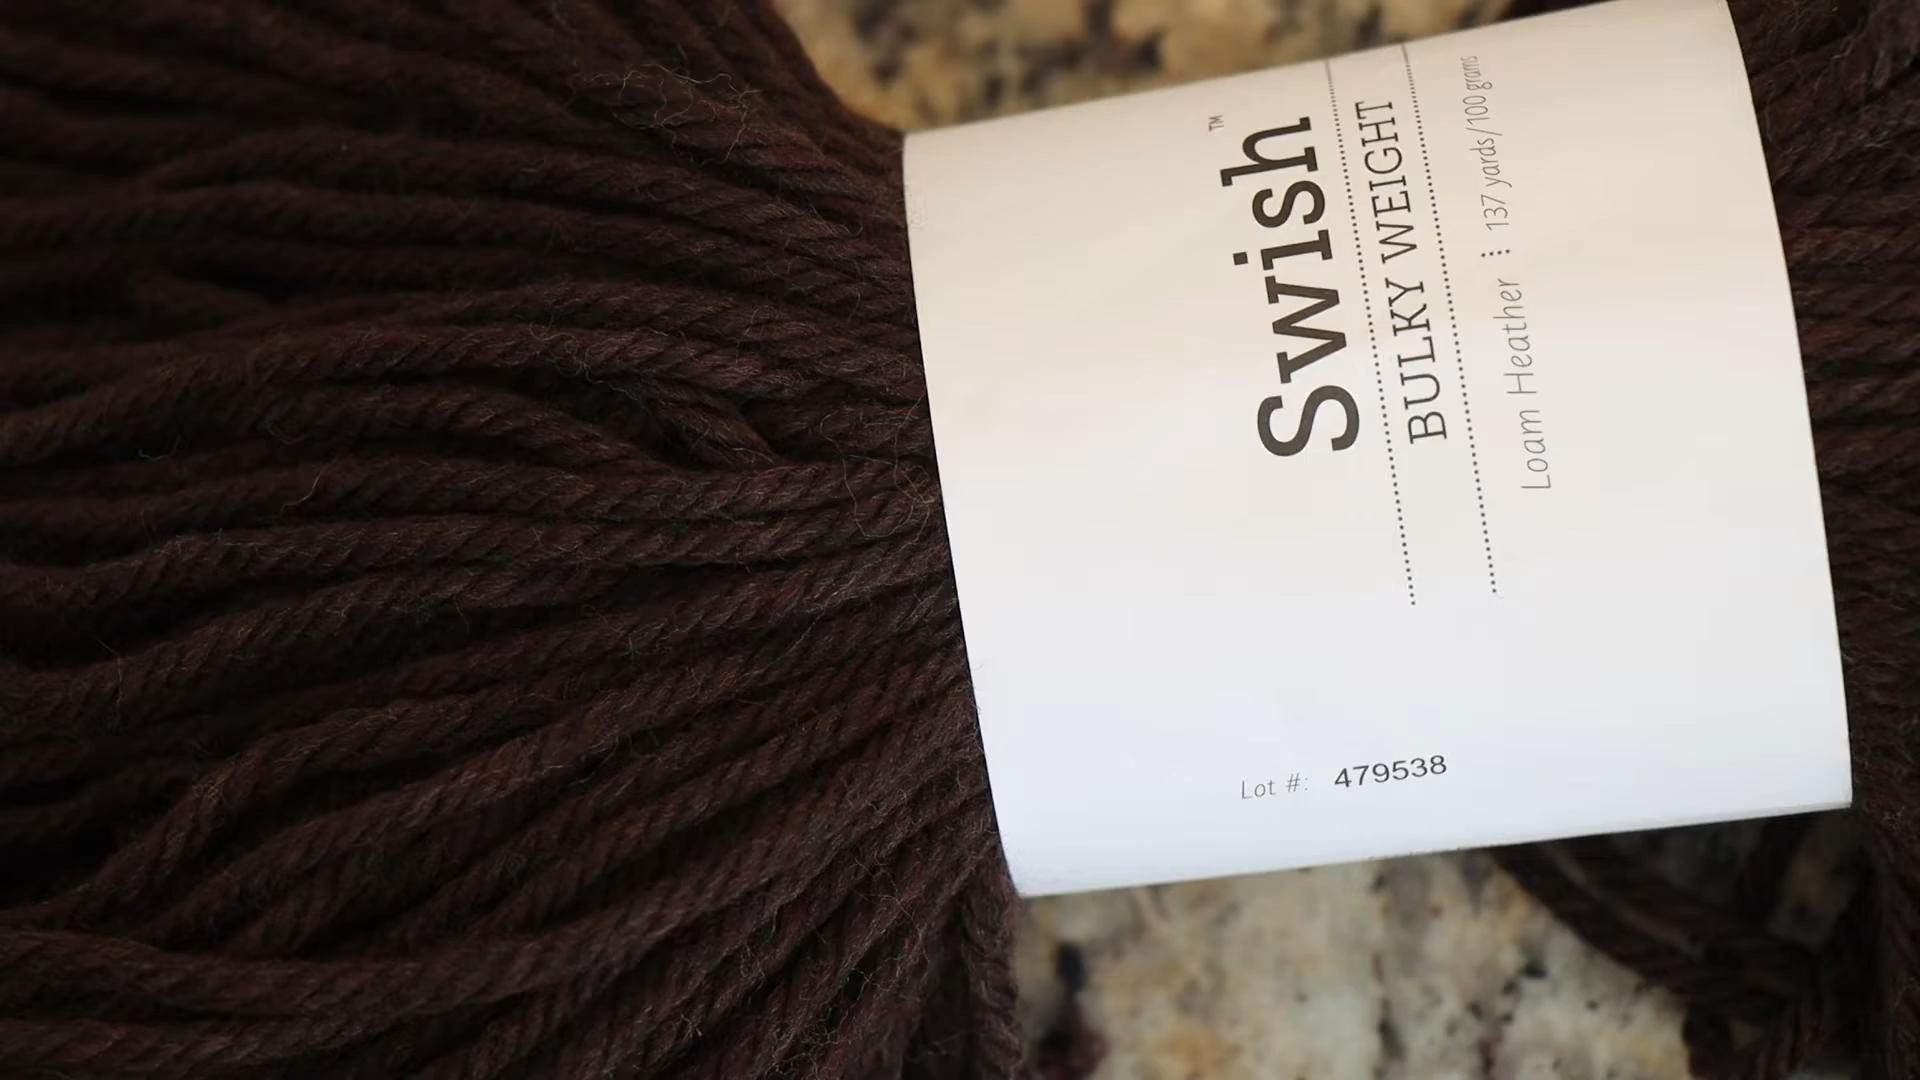 Swish™
BULKY WEIGHT
Loam Heather ⋮ 137 yards/100 grams
Lot #: 479538